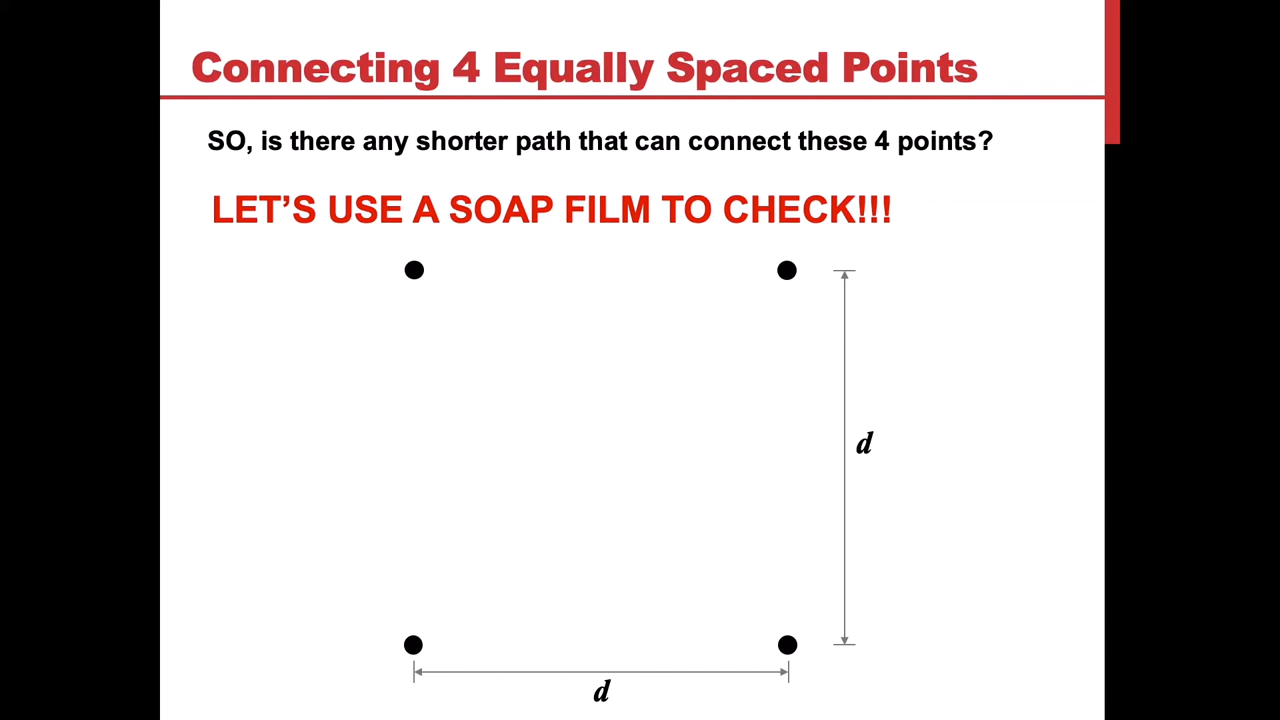 Connecting 4 Equally Spaced Points
SO, is there any shorter path that can connect these 4 points?
LET’S USE A SOAP FILM TO CHECK!!!
d
d